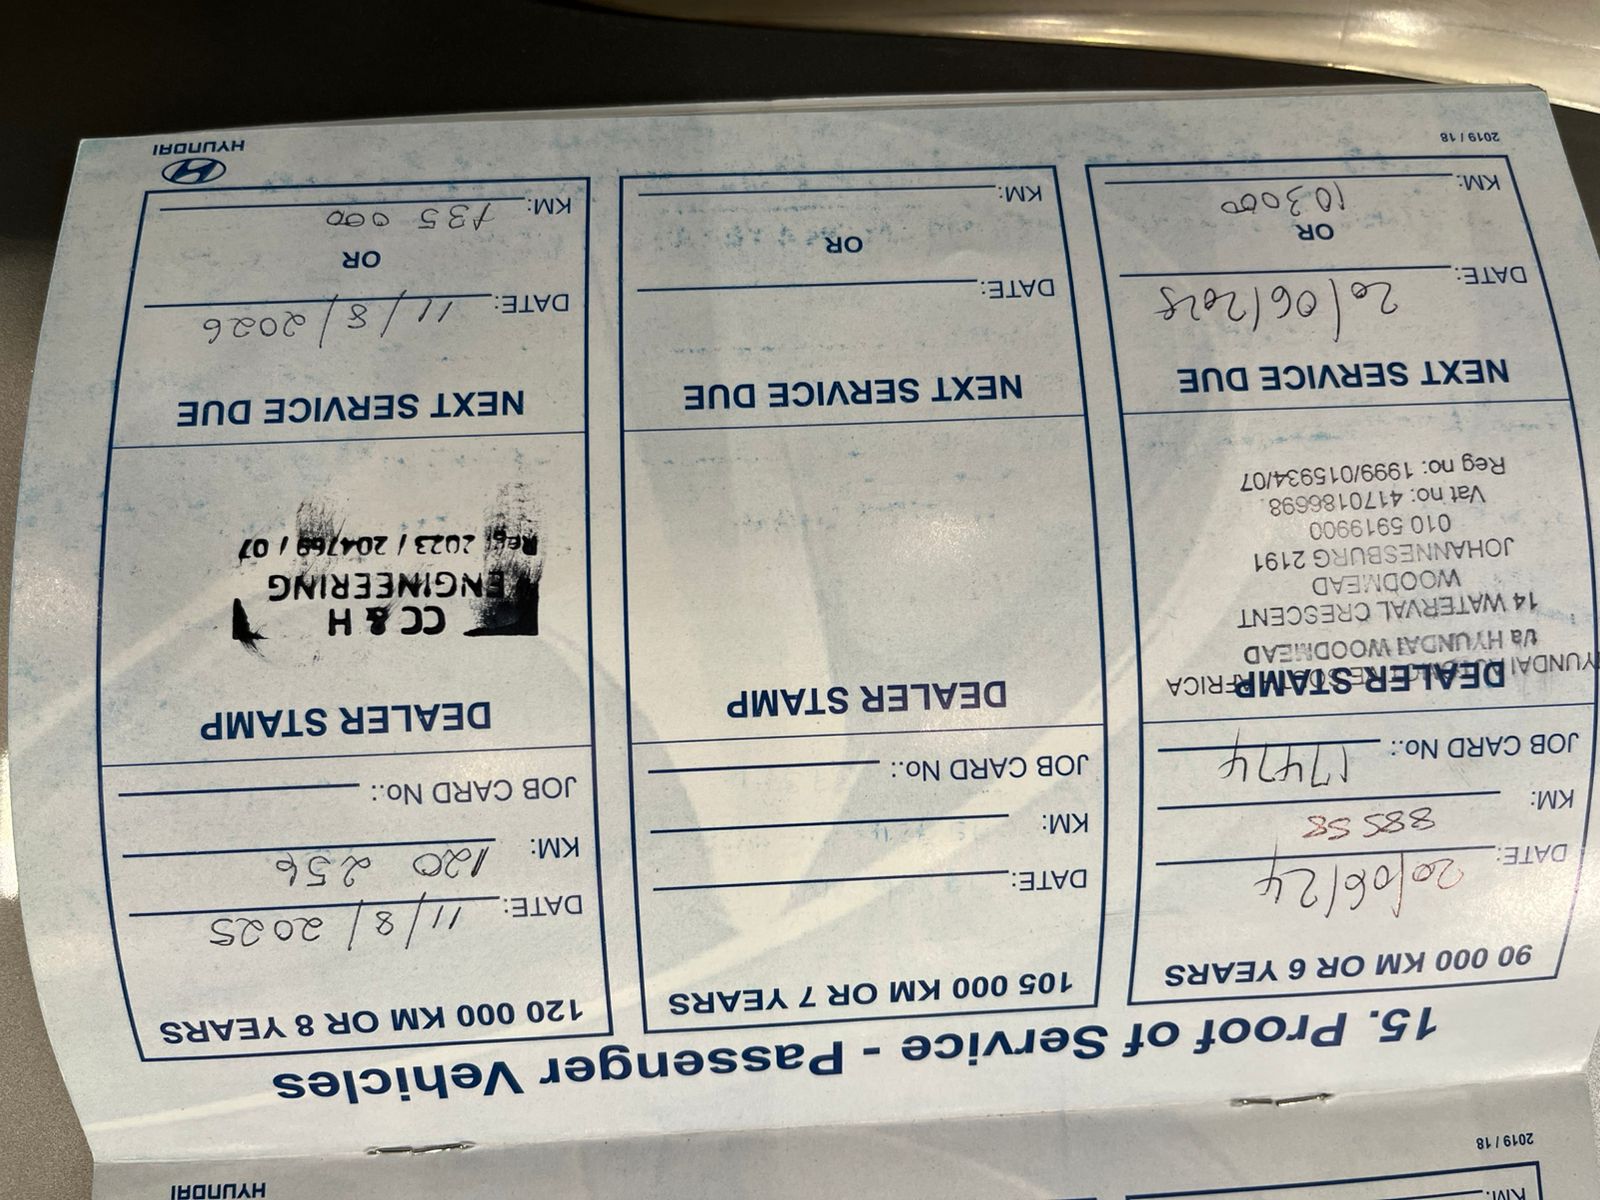 15. Proof of Service - Passenger Vehicles
90 000 KM OR 6 YEARS
DATE: 20/06/24
KM: 88558
JOB CARD No.: 17474
DEALER STAMP
t/a HYUNDAI WOODMEAD
14 WATERVAL CRESCENT
WOODMEAD
JOHANNESBURG 2191
010 5919900
Vat no: 4170186698
Reg no: 1999/015934/07
NEXT SERVICE DUE
DATE: 20/06/2025
OR
KM: 103000
2019 / 18
105 000 KM OR 7 YEARS
DATE:
KM:
JOB CARD No.:
DEALER STAMP
NEXT SERVICE DUE
DATE:
OR
KM:
120 000 KM OR 8 YEARS
DATE: 11/8/2025
KM: 120 256
JOB CARD No.:
DEALER STAMP
CC & H
ENGINEERING
Reg. 2023 / 204769 / 07
NEXT SERVICE DUE
DATE: 11/8/2026
OR
KM: 135 000
HYUNDAI
2019 / 18
KM:
HYUNDAI